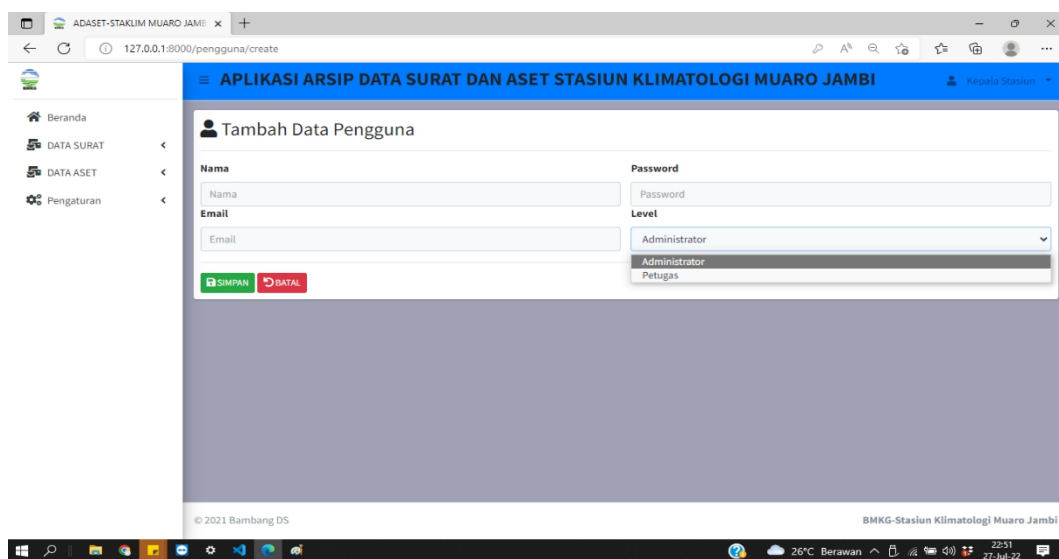 ADASET-STAKLIM MUARO JAMB
127.0.0.1:8000/pengguna/create
APLIKASI ARSIP DATA SURAT DAN ASET STASIUN KLIMATOLOGI MUARO JAMBI
Kepala Stasiun
Beranda
DATA SURAT
DATA ASET
Pengaturan
Tambah Data Pengguna
Nama
Password
Nama
Password
Email
Level
Email
Administrator
Administrator
Petugas
SIMPAN
BATAL
© 2021 Bambang DS
BMKG-Stasiun Klimatologi Muaro Jambi
26°C Berawan
22:51
27-Jul-22